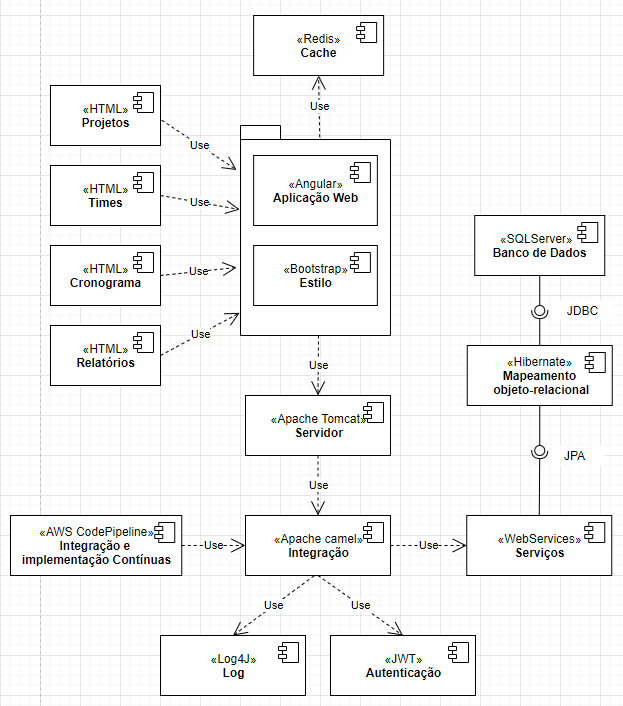 «Redis»
Cache
Use
«HTML»
Projetos
Use
«HTML»
Times
Use
«HTML»
Cronograma
Use
«HTML»
Relatórios
Use
«Angular»
Aplicação Web
«Bootstrap»
Estilo
Use
«SQLServer»
Banco de Dados
JDBC
«Hibernate»
Mapeamento
objeto-relacional
JPA
«Apache Tomcat»
Servidor
Use
«AWS CodePipeline»
Integração e
implementação Contínuas
Use
«Apache camel»
Integração
Use
«WebServices»
Serviços
Use
Use
«Log4J»
Log
«JWT»
Autenticação